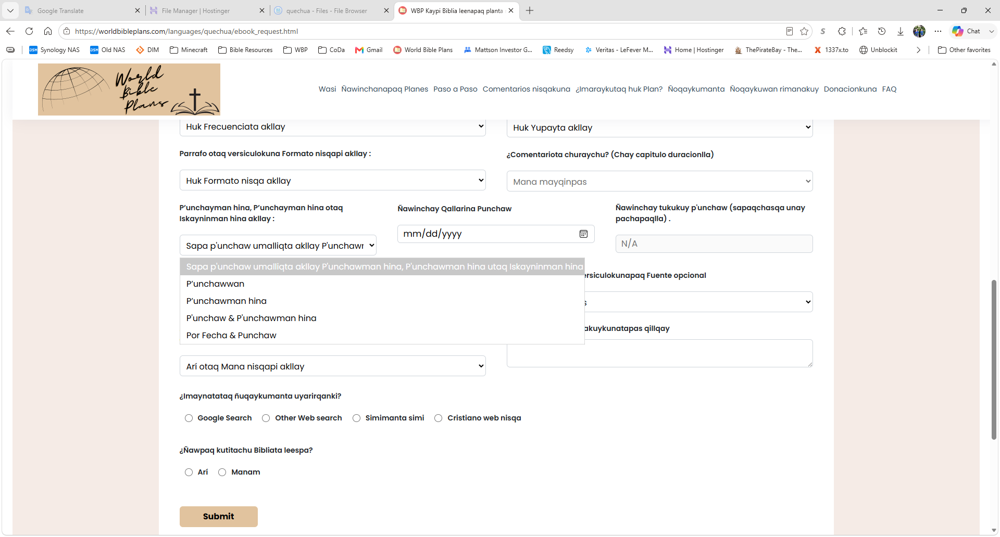 Google Translate
File Manager | Hostinger
quechua - Files - File Browser
WBP Kaypi Biblia leenapaq planta
https://worldbibleplans.com/languages/quechua/ebook_request.html
Chat
Synology NAS
Old NAS
DIM
Minecraft
Bible Resources
WBP
CoDa
Gmail
World Bible Plans
Mattson Investor G...
Reedsy
Veritas - LeFever M...
Home | Hostinger
ThePirateBay - The...
1337x.to
Unblockit
Other favorites
World
Bible
Plans
Wasi Ñawinchanapaq Planes Paso a Paso Comentarios nisqakuna ¿Imaraykutaq huk Plan? Ñoqaykumanta Ñoqaykuwan rimanakuy Donacionkuna FAQ
Huk Frecuenciata akllay
Huk Yupayta akllay
Parrafo otaq versiculokuna Formato nisqapi akllay :
¿Comentariota churaychu? (Chay capitulo duracionlla)
Huk Formato nisqa akllay
Mana mayqinpas
P’unchayman hina, P’unchayman hina otaq
Iskayninman hina akllay :
Ñawinchay Qallarina Punchaw
Ñawinchay tukukuy p'unchaw (sapaqchasqa unay
pachapaqlla) .
Sapa p'unchaw umalliqta akllay P'unchawr
mm/dd/yyyy
N/A
Sapa p'unchaw umalliqta akllay P'unchawman hina, P'unchawman hina utaq Iskayninman hina
P’unchawwan
P’unchawman hina
P'unchaw & P'unchawman hina
Por Fecha & Punchaw
ersiculokunapaq Fuente opcional
s
akuykunatapas qillqay
Arí otaq Mana nisqapi akllay
¿Imaynatataq ñuqaykumanta uyarirqanki?
Google Search Other Web search Simimanta simi Cristiano web nisqa
¿Ñawpaq kutitachu Bibliata leespa?
Arí Manam
Submit